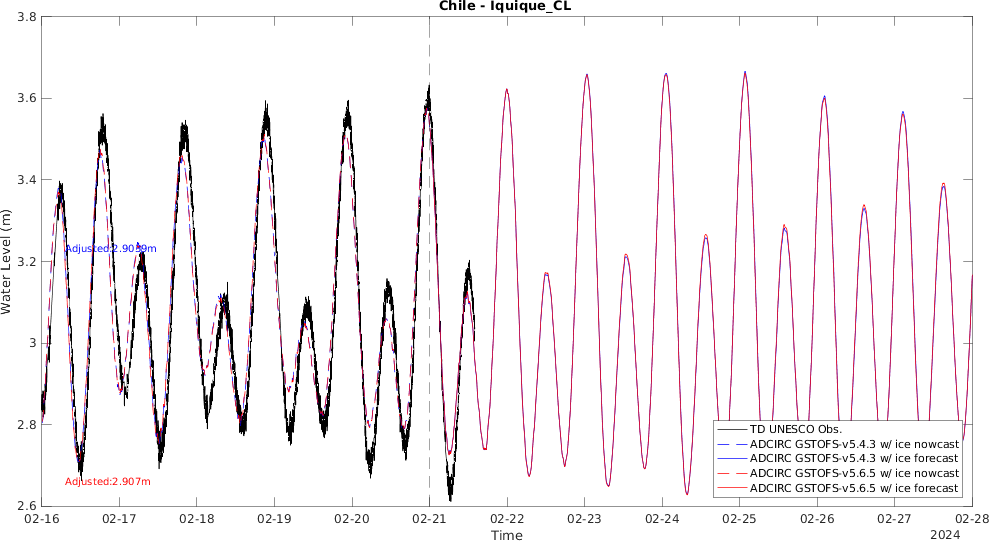 Chile - Iquique_CL
3.8
3.6
3.4
3.2
3
2.8
2.6
Water Level (m)
Adjusted:2.9039m
Adjusted:2.907m
TD UNESCO Obs.
ADCIRC GSTOFS-v5.4.3 w/ ice nowcast
ADCIRC GSTOFS-v5.4.3 w/ ice forecast
ADCIRC GSTOFS-v5.6.5 w/ ice nowcast
ADCIRC GSTOFS-v5.6.5 w/ ice forecast
02-16 02-17 02-18 02-19 02-20 02-21 02-22 02-23 02-24 02-25 02-26 02-27 02-28
Time
2024